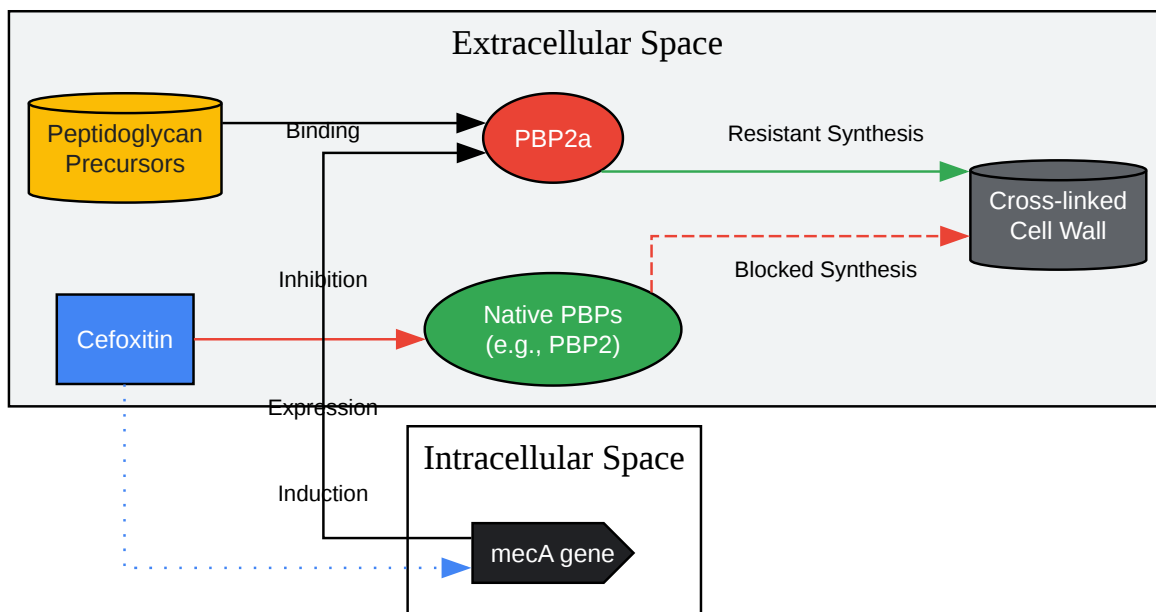 Extracellular Space
Peptidoglycan
Precursors
Binding
PBP2a
Resistant Synthesis
Cross-linked
Cell Wall
Blocked Synthesis
Inhibition
Cefoxitin
Native PBPs
(e.g., PBP2)
Expression
Intracellular Space
Induction
mecA gene